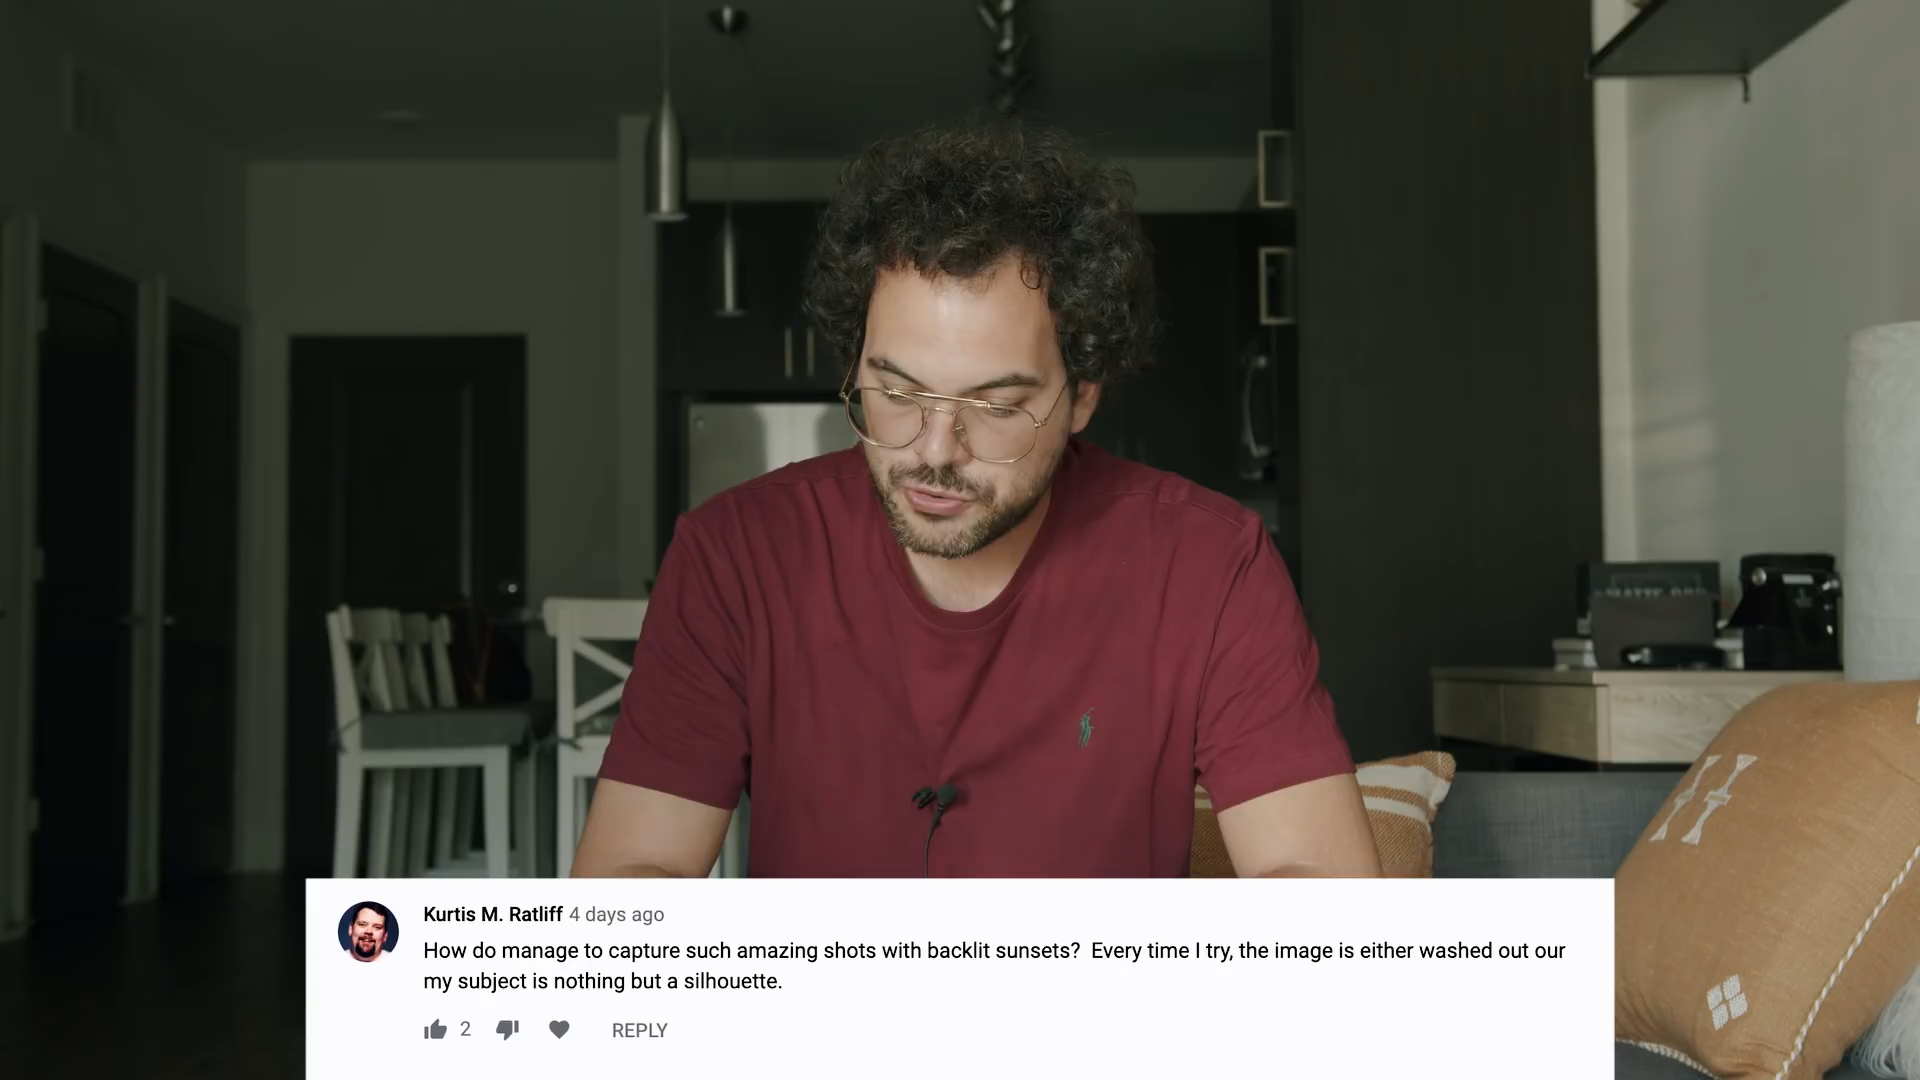 Kurtis M. Ratliff 4 days ago
How do manage to capture such amazing shots with backlit sunsets?  Every time I try, the image is either washed out our
my subject is nothing but a silhouette.
2 REPLY